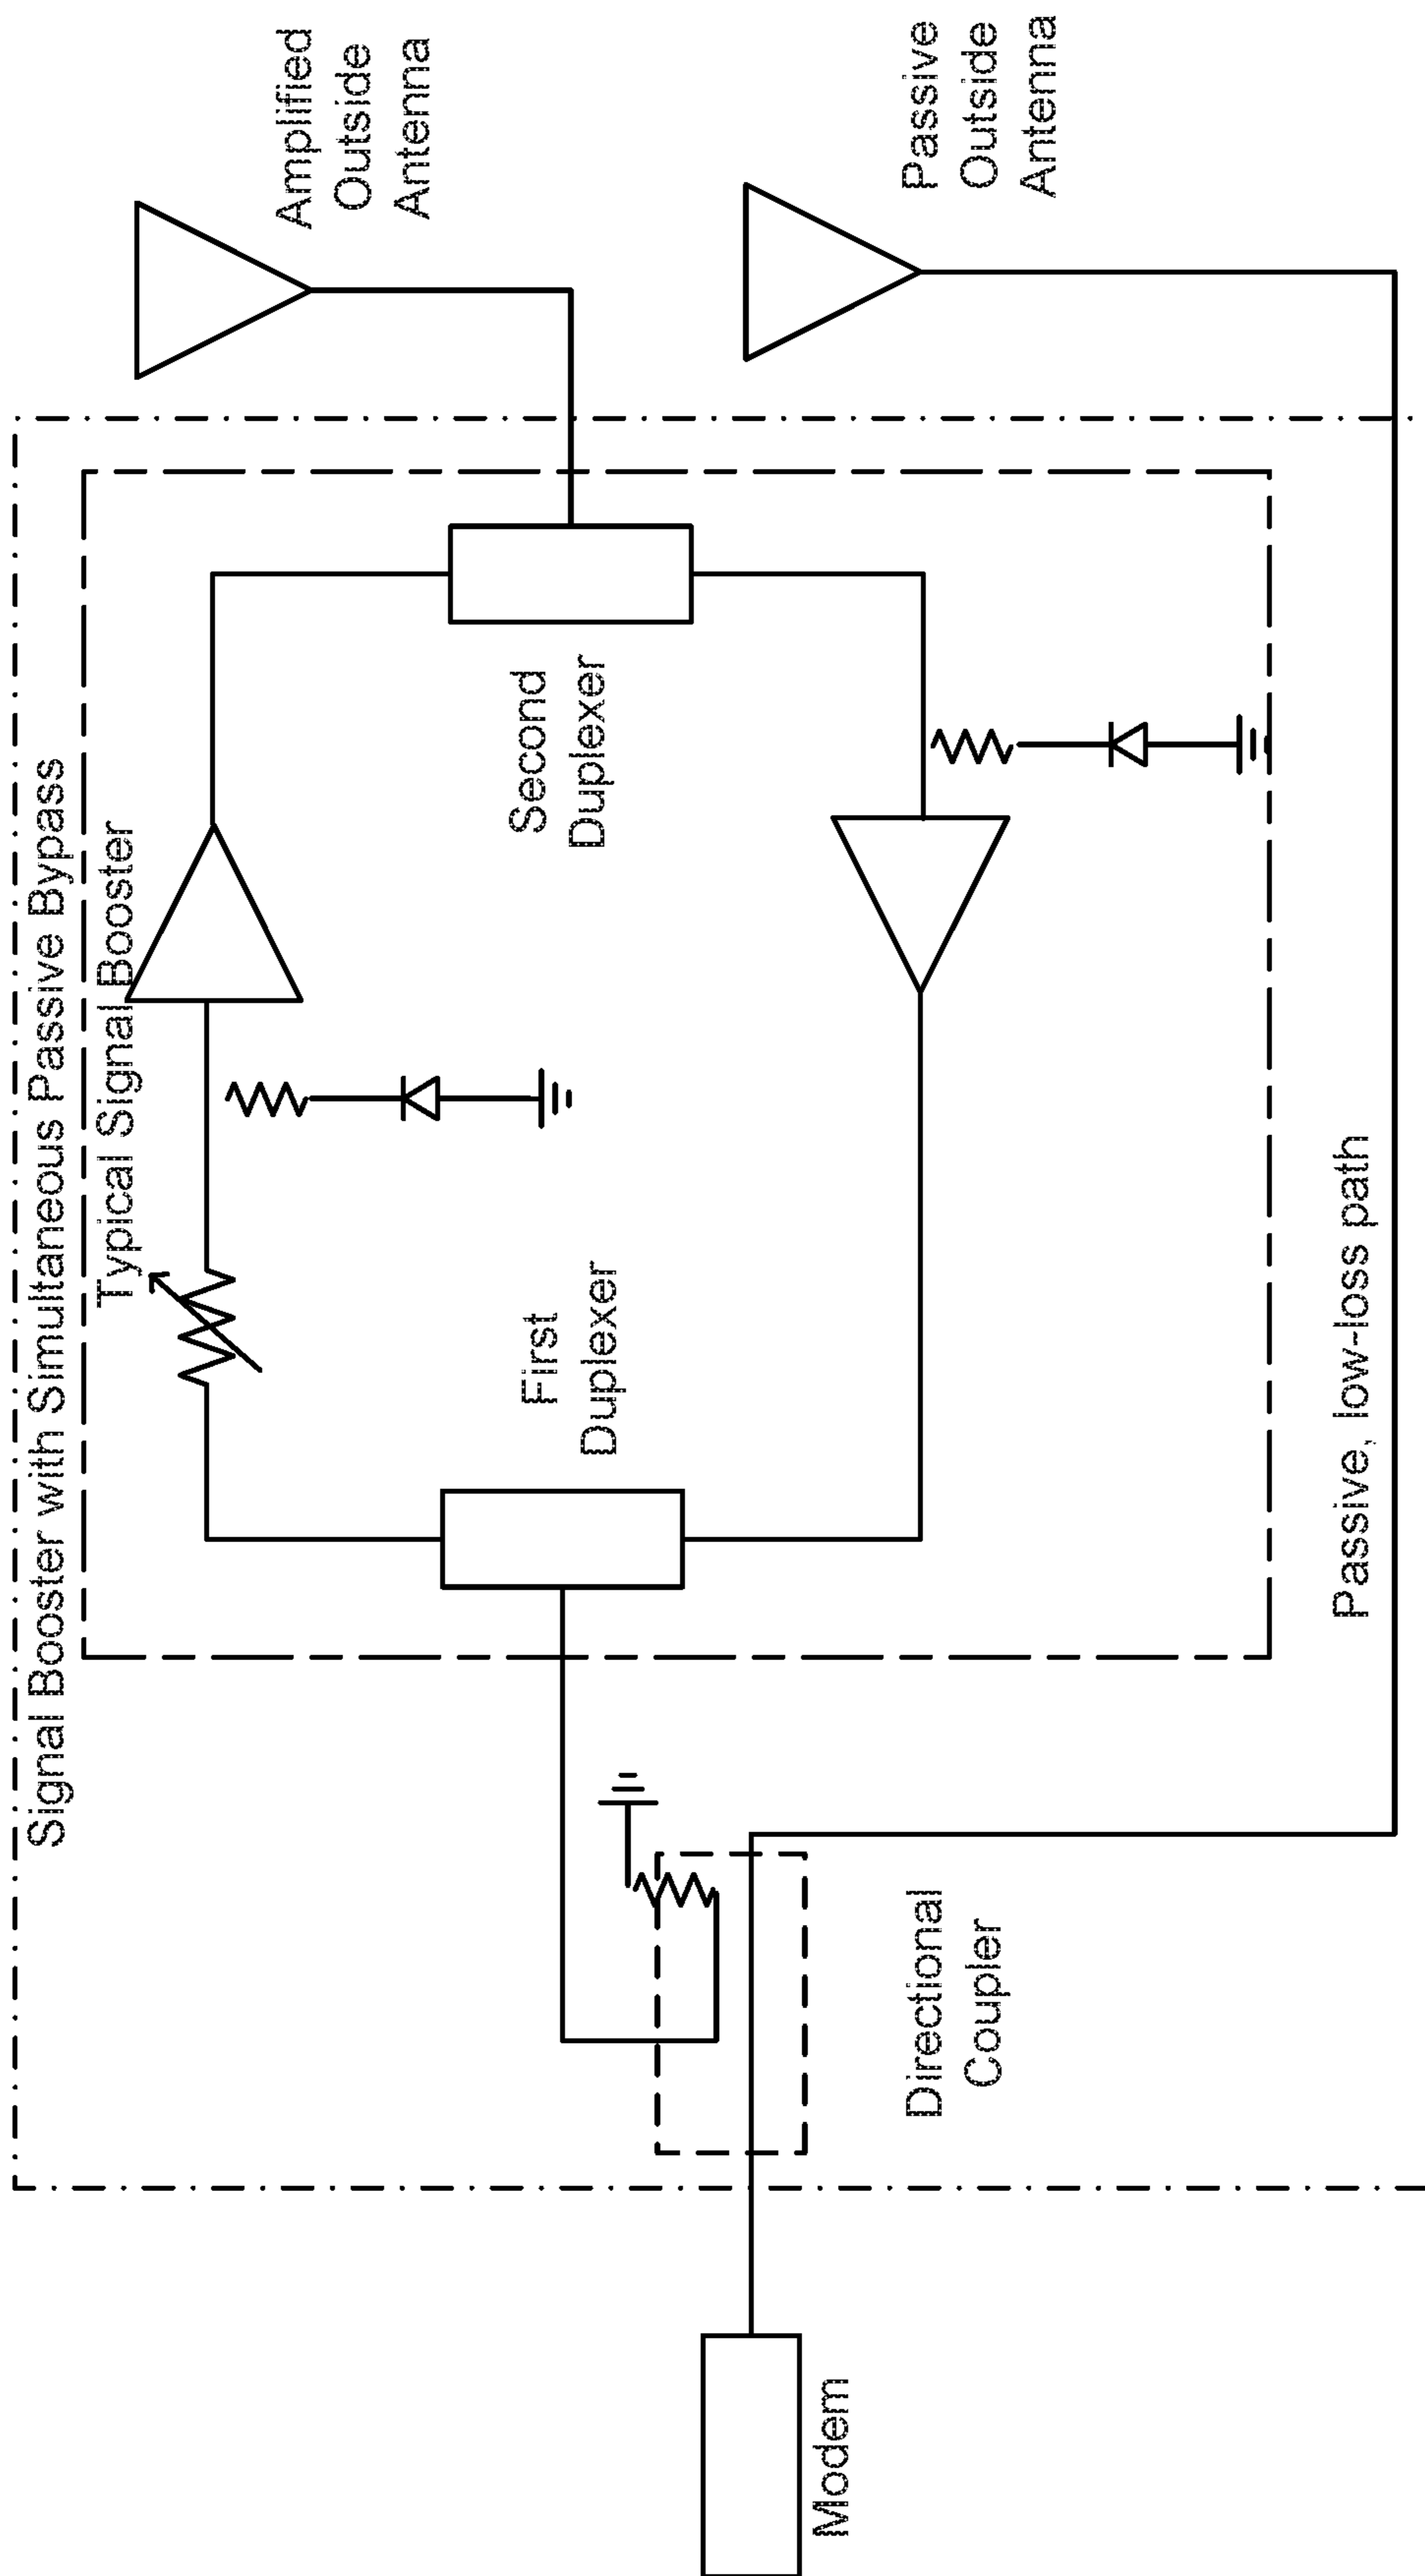 Signal Booster with Simultaneous Passive Bypass
Typical Signal Booster
Amplified
Outside
Antenna
First
Duplexer
Second
Duplexer
Modem
Directional
Coupler
Passive
Outside
Antenna
Passive, low-loss path